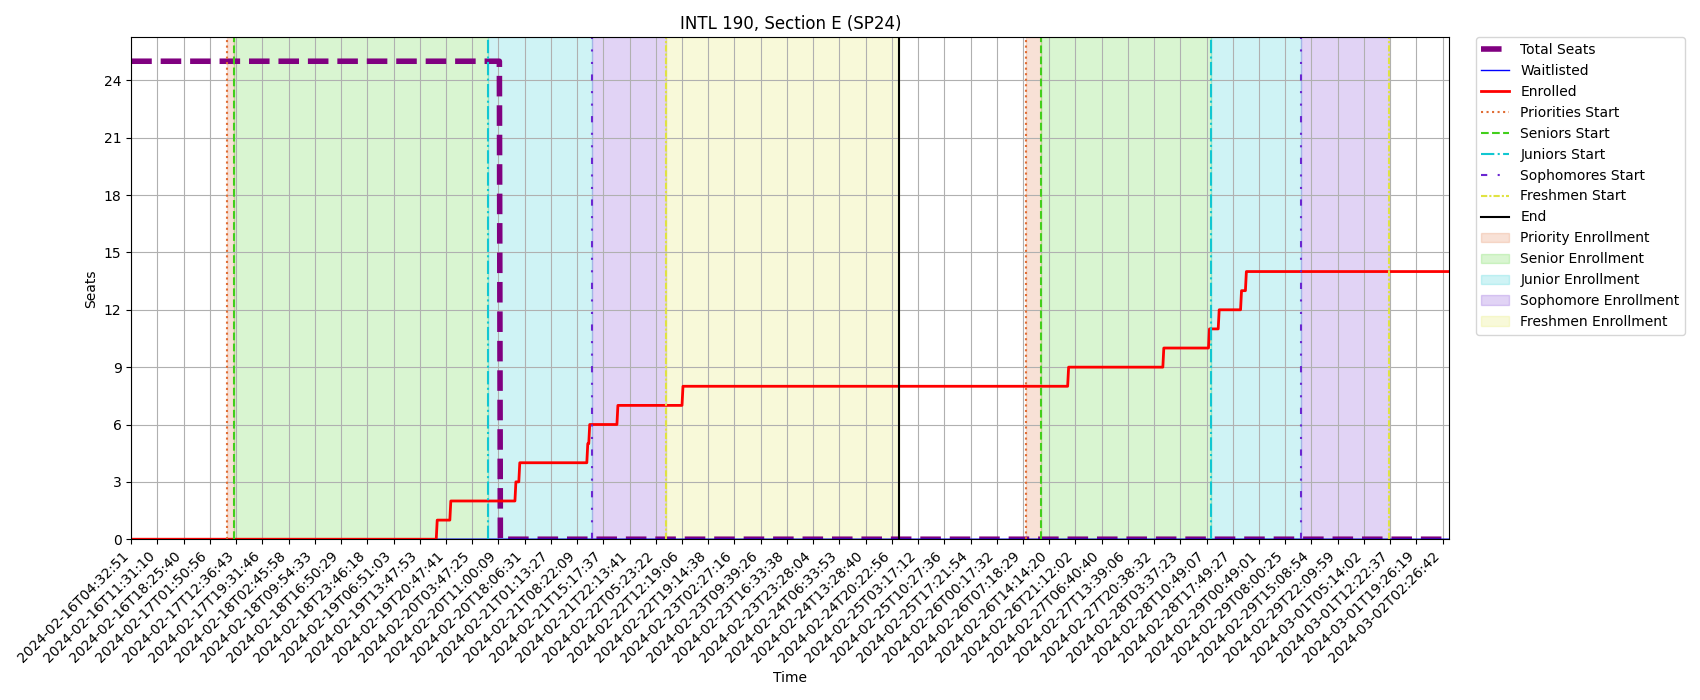 INTL 190, Section E (SP24)
Seats
24
21
18
15
12
9
6
3
0
2024-02-16T04:32:51
2024-02-16T11:31:10
2024-02-16T18:25:40
2024-02-17T01:50:56
2024-02-17T12:36:43
2024-02-17T19:31:46
2024-02-18T02:45:58
2024-02-18T09:54:33
2024-02-18T16:50:29
2024-02-18T23:46:18
2024-02-19T06:51:03
2024-02-19T13:47:53
2024-02-19T20:47:41
2024-02-20T03:47:25
2024-02-20T11:00:09
2024-02-20T18:06:31
2024-02-21T01:13:27
2024-02-21T08:22:09
2024-02-21T15:17:37
2024-02-21T22:13:41
2024-02-22T05:23:22
2024-02-22T12:19:06
2024-02-22T19:14:38
2024-02-23T02:27:16
2024-02-23T09:39:26
2024-02-23T16:33:38
2024-02-23T23:28:04
2024-02-24T06:33:53
2024-02-24T13:28:40
2024-02-24T20:22:56
2024-02-25T03:17:12
2024-02-25T10:27:36
2024-02-25T17:21:54
2024-02-26T00:17:32
2024-02-26T07:18:29
2024-02-26T14:14:20
2024-02-26T21:12:02
2024-02-27T06:40:40
2024-02-27T13:39:06
2024-02-27T20:38:32
2024-02-28T03:37:23
2024-02-28T10:49:07
2024-02-28T17:49:27
2024-02-29T00:49:01
2024-02-29T08:00:25
2024-02-29T15:08:54
2024-02-29T22:09:59
2024-03-01T05:14:02
2024-03-01T12:22:37
2024-03-01T19:26:19
2024-03-02T02:26:42
Time
Total Seats
Waitlisted
Enrolled
Priorities Start
Seniors Start
Juniors Start
Sophomores Start
Freshmen Start
End
Priority Enrollment
Senior Enrollment
Junior Enrollment
Sophomore Enrollment
Freshmen Enrollment